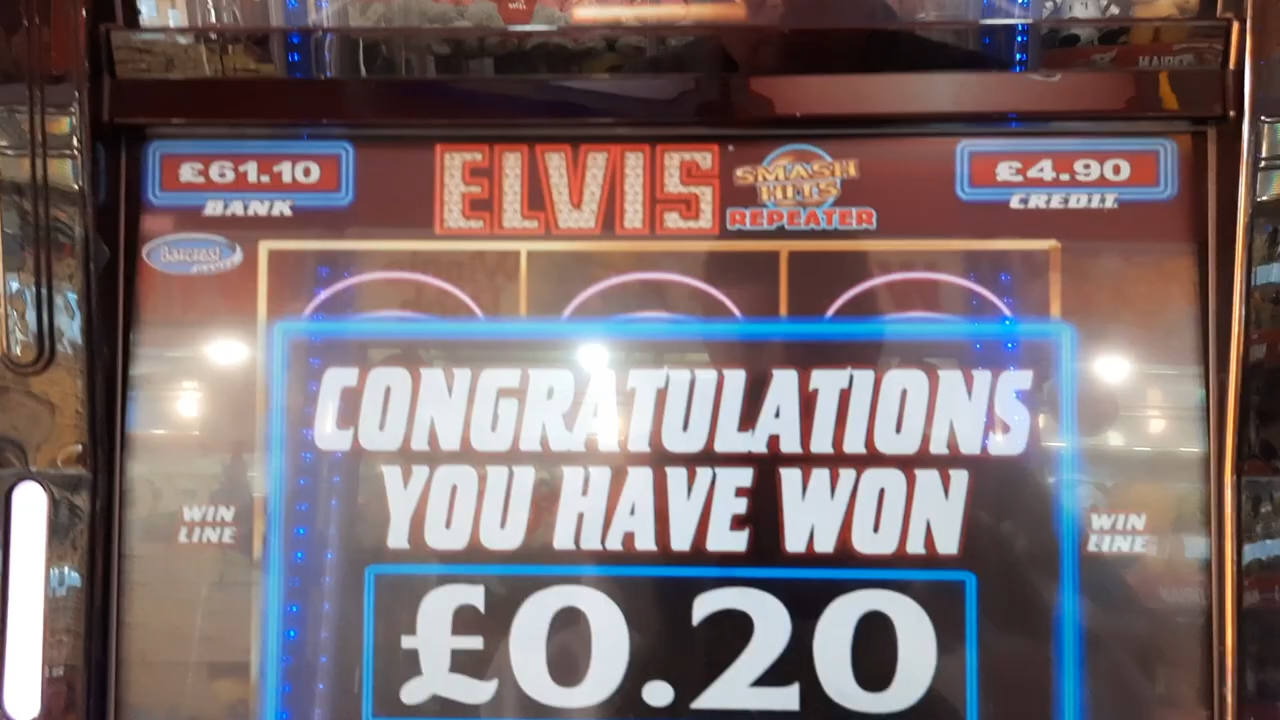 £61.10
BANK
ELVIS
SMASH
HITS
REPEATER
£4.90
CREDIT
Barcrest
CONGRATULATIONS
YOU HAVE WON
WIN
LINE
WIN
LINE
£0.20